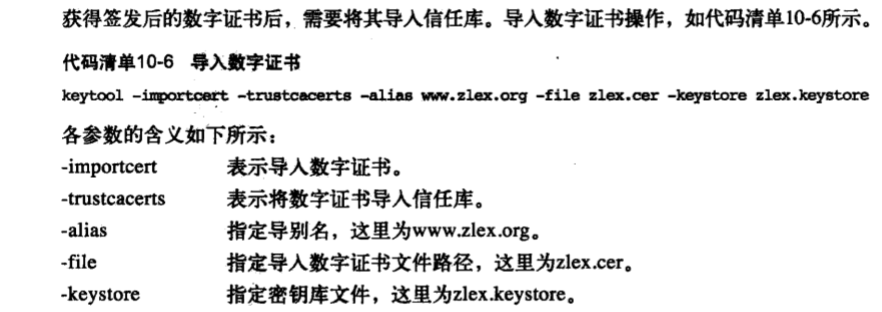 获得签发后的数字证书后，需要将其导入信任库。导入数字证书操作，如代码清单10-6所示。
代码清单10-6 导入数字证书
keytool -importcert -trustcacerts -alias www.zlex.org -file zlex.cer -keystore zlex.keystore
各参数的含义如下所示：
-importcert 表示导入数字证书。
-trustcacerts 表示将数字证书导入信任库。
-alias 指定导别名，这里为www.zlex.org。
-file 指定导入数字证书文件路径，这里为zlex.cer。
-keystore 指定密钥库文件，这里为zlex.keystore。